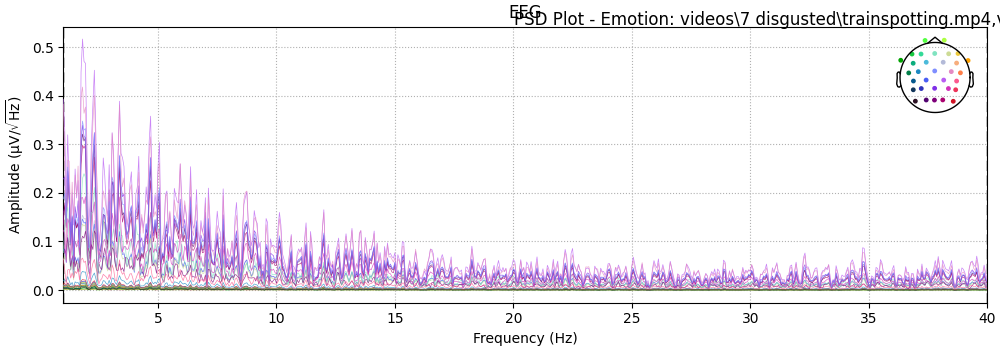 EEG
PSD Plot - Emotion: videos\7 disgusted\trainspotting.mp4,v
0.5
0.4
0.3
0.2
0.1
0.0
Amplitude (µV/√Hz)
5 10 15 20 25 30 35 40
Frequency (Hz)